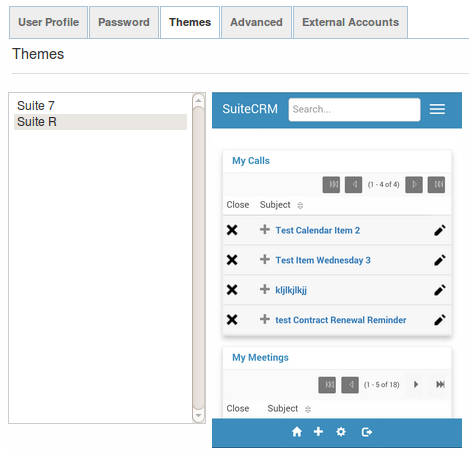 User Profile Password Themes Advanced External Accounts
Themes
Suite 7
Suite R
SuiteCRM Search...
My Calls
(1 - 4 of 4)
Close Subject
Test Calendar Item 2
Test Item Wednesday 3
kljlkjlkjj
test Contract Renewal Reminder
My Meetings
(1 - 5 of 18)
Close Subject